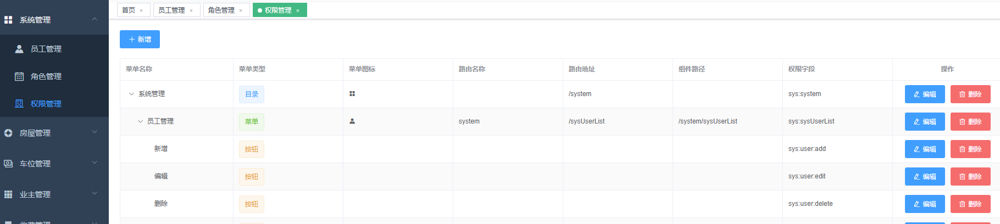 系统管理
员工管理
角色管理
权限管理
房屋管理
车位管理
业主管理
收费管理
首页 × 员工管理 × 角色管理 × 权限管理 ×
+ 新增
菜单名称 菜单类型 菜单图标 路由名称 路由地址 组件路径 权限字段 操作
系统管理 目录 /system sys:system 编辑 删除
员工管理 菜单 system /sysUserList /system/sysUserList sys:sysUserList 编辑 删除
新增 按钮 sys:user:add 编辑 删除
编辑 按钮 sys:user:edit 编辑 删除
删除 按钮 sys:user:delete 编辑 删除